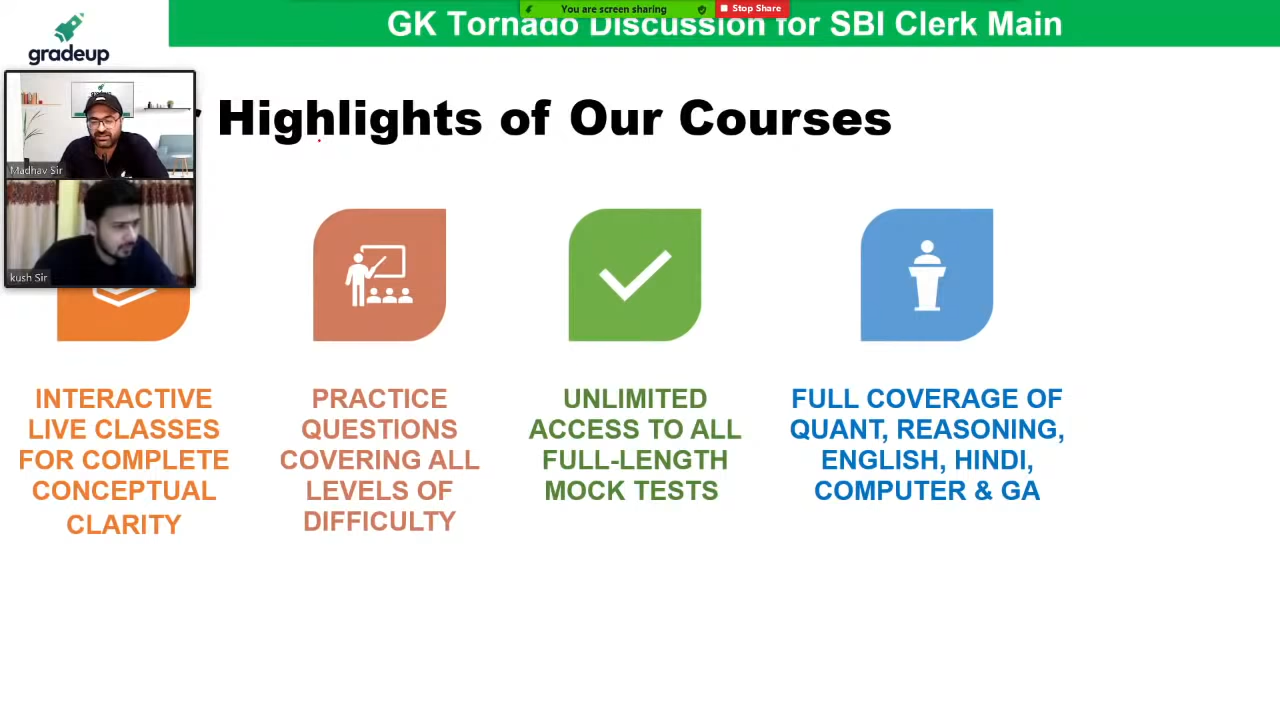 You are screen sharing
Stop Share
GK Tornado Discussion for SBI Clerk Main
gradeup
Highlights of Our Courses
Madhav Sir
kush Sir
INTERACTIVE
LIVE CLASSES
FOR COMPLETE
CONCEPTUAL
CLARITY
PRACTICE
QUESTIONS
COVERING ALL
LEVELS OF
DIFFICULTY
UNLIMITED
ACCESS TO ALL
FULL-LENGTH
MOCK TESTS
FULL COVERAGE OF
QUANT, REASONING,
ENGLISH, HINDI,
COMPUTER & GA